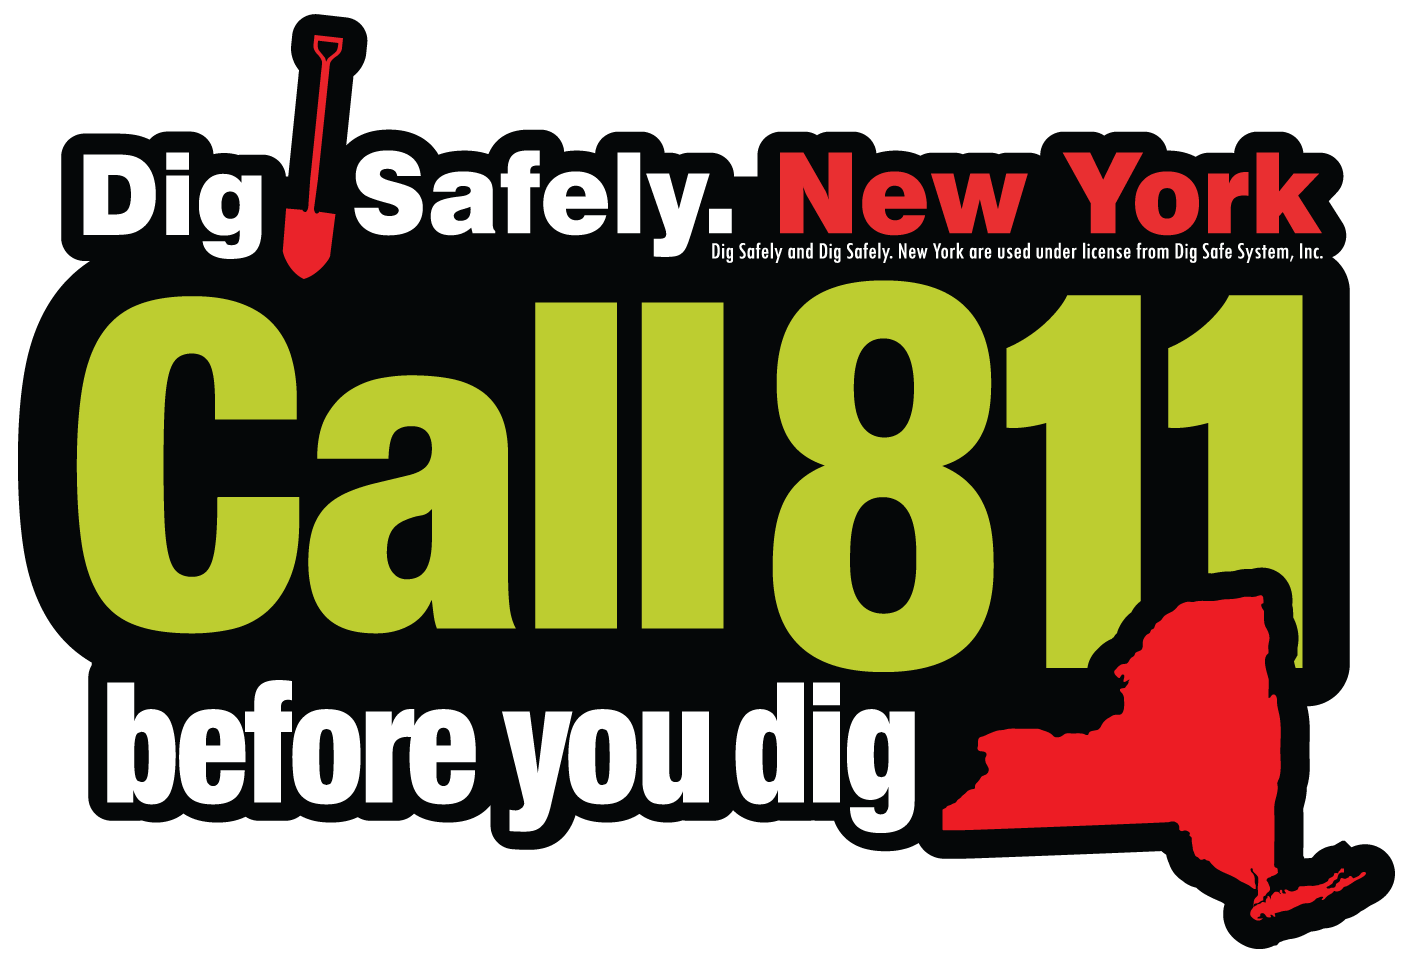 Dig Safely. New York
Dig Safely and Dig Safely. New York are used under license from Dig Safe System, Inc.
Call 811
before you dig